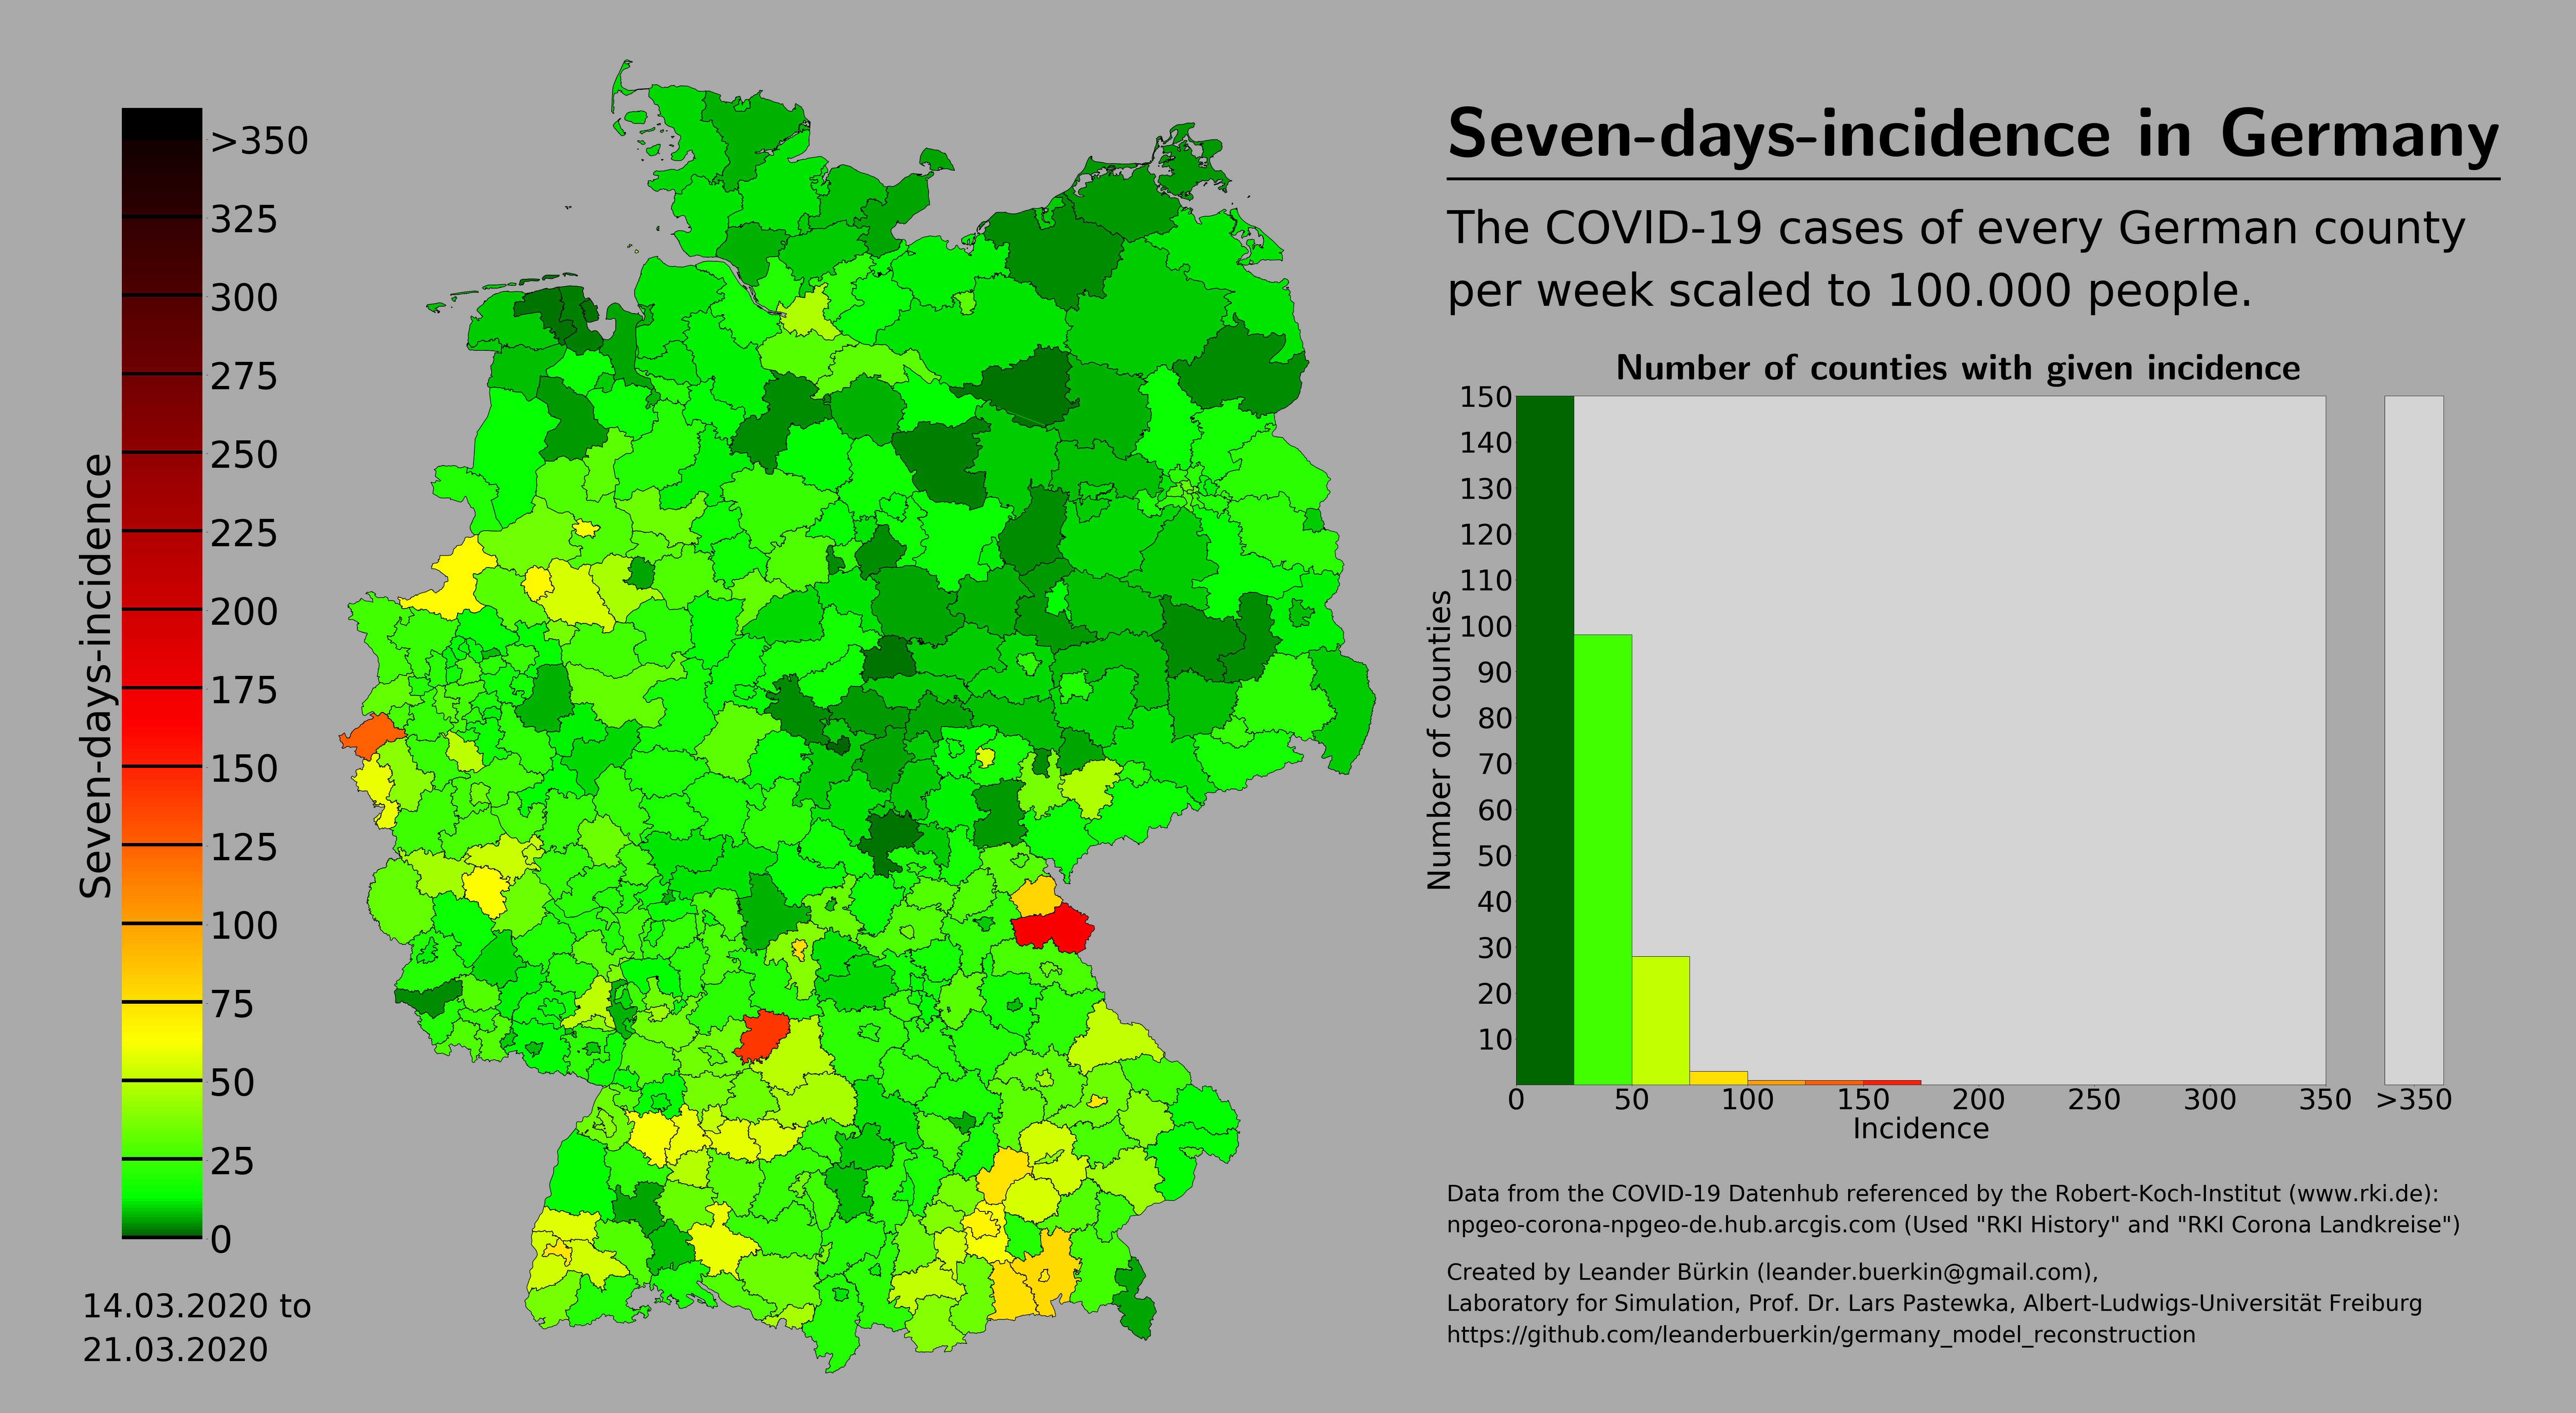 Seven-days-incidence in Germany
The COVID-19 cases of every German county
per week scaled to 100.000 people.
>350
325
300
275
250
225
200
175
150
125
100
75
50
25
0
Seven-days-incidence
14.03.2020 to
21.03.2020
Number of counties with given incidence
150
140
130
120
110
100
90
80
70
60
50
40
30
20
10
Number of counties
0 50 100 150 200 250 300 350 >350
Incidence
Data from the COVID-19 Datenhub referenced by the Robert-Koch-Institut (www.rki.de):
npgeo-corona-npgeo-de.hub.arcgis.com (Used "RKI History" and "RKI Corona Landkreise")
Created by Leander Bürkin (leander.buerkin@gmail.com),
Laboratory for Simulation, Prof. Dr. Lars Pastewka, Albert-Ludwigs-Universität Freiburg
https://github.com/leanderbuerkin/germany_model_reconstruction